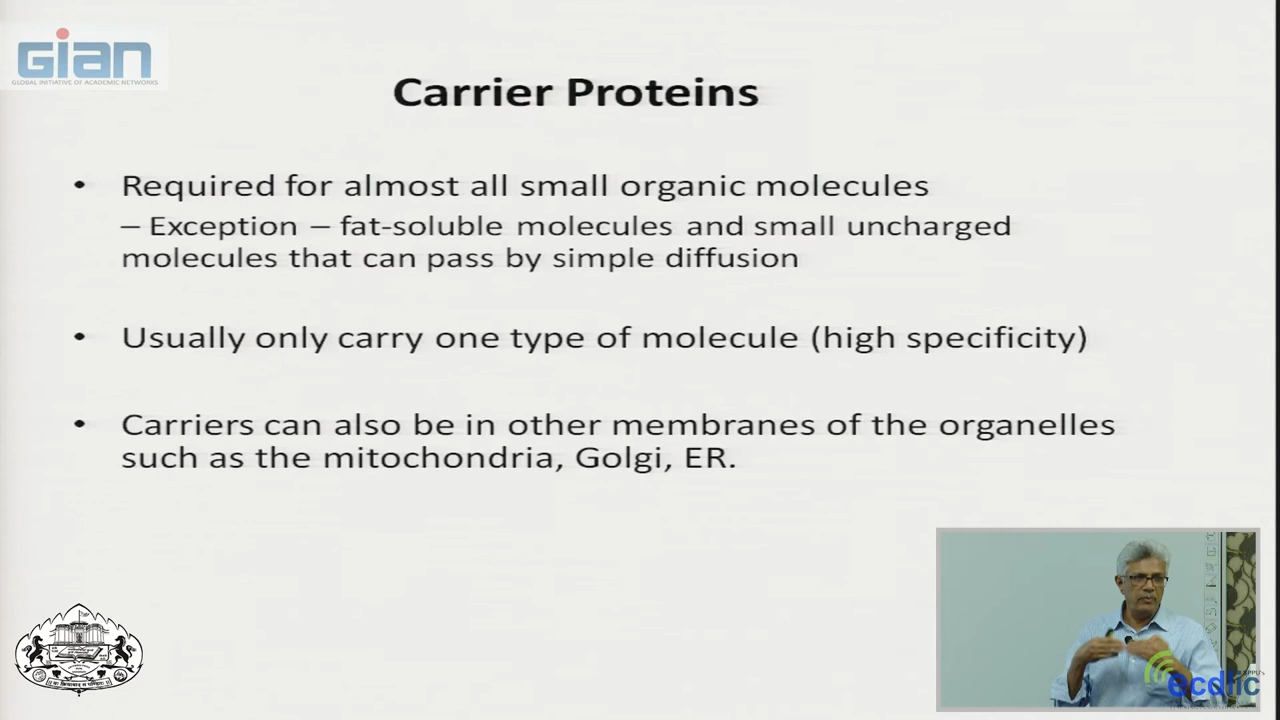 GIAN
GLOBAL INITIATIVE OF ACADEMIC NETWORKS
Carrier Proteins
• Required for almost all small organic molecules
– Exception – fat-soluble molecules and small uncharged
molecules that can pass by simple diffusion
• Usually only carry one type of molecule (high specificity)
• Carriers can also be in other membranes of the organelles
such as the mitochondria, Golgi, ER.